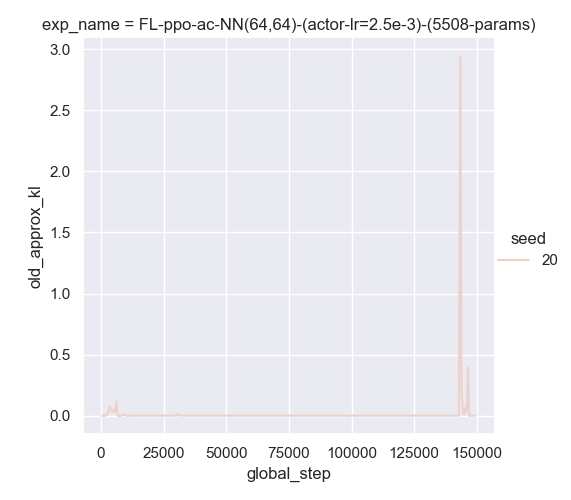 exp_name = FL-ppo-ac-NN(64,64)-(actor-lr=2.5e-3)-(5508-params)
3.0
2.5
2.0
1.5
1.0
0.5
0.0
old_approx_kl
0 25000 50000 75000 100000 125000 150000
global_step
seed
20